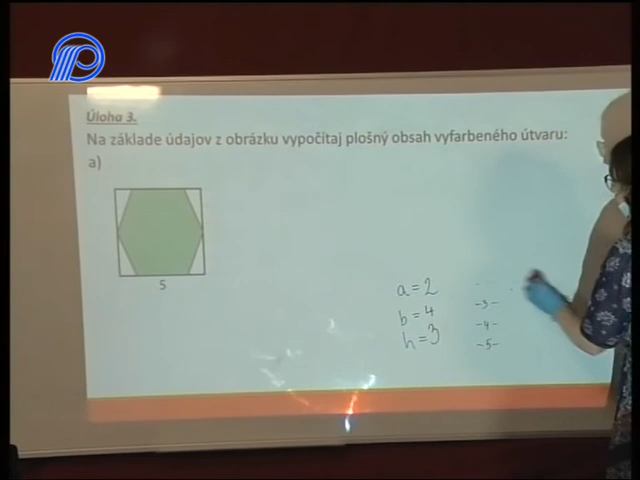 Úloha 3.
Na základe údajov z obrázku vypočítaj plošný obsah vyfarbeného útvaru:
a)
5
a=2
b=4
h=3
-3-
-4-
-5-